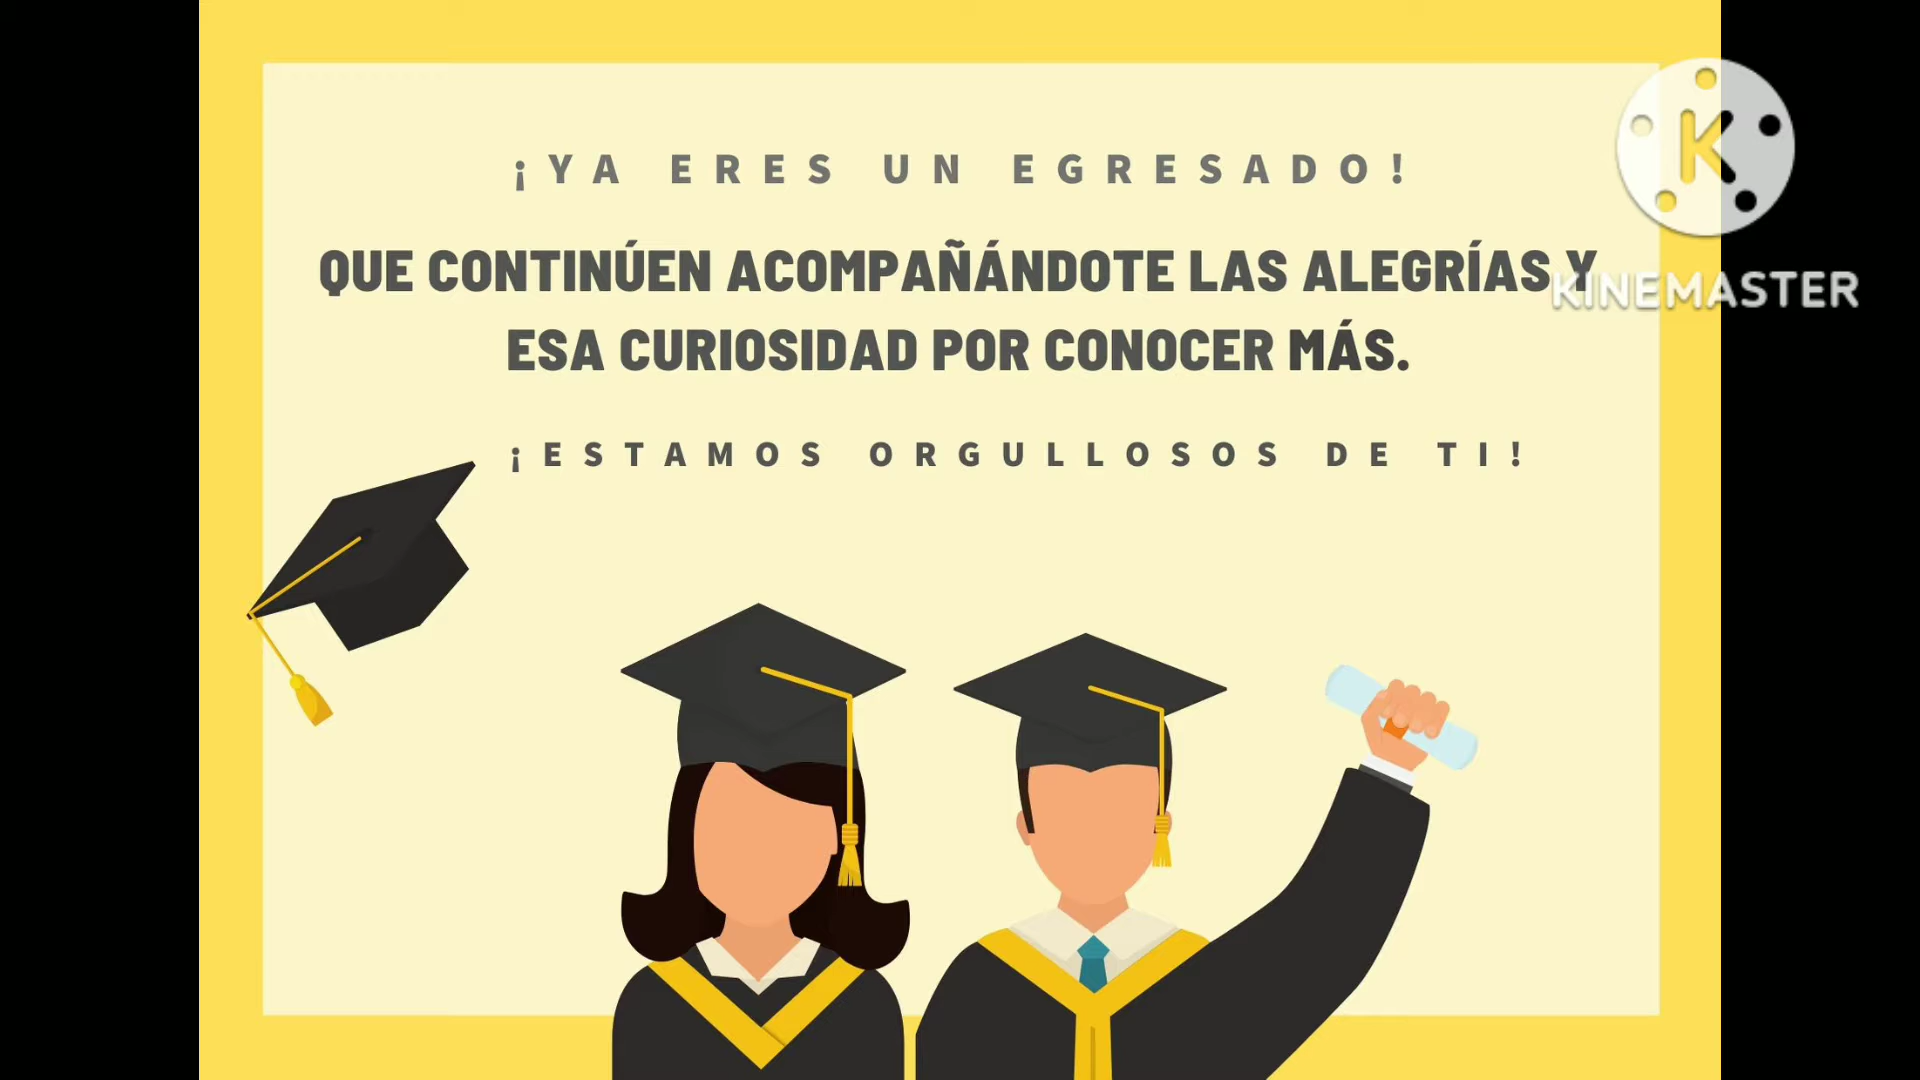 ¡YA ERES UN EGRESADO!
QUE CONTINÚEN ACOMPAÑÁNDOTE LAS ALEGRÍAS Y
ESA CURIOSIDAD POR CONOCER MÁS.
¡ESTAMOS ORGULLOSOS DE TI!
K
KINEMASTER